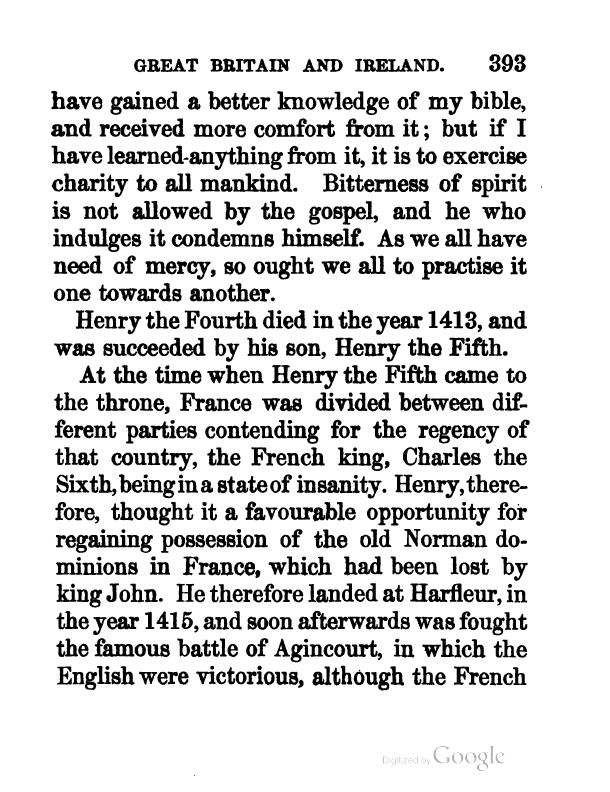 GREAT BRITAIN AND IRELAND. 393
have gained a better knowledge of my bible,
and received more comfort from it; but if I
have learned-anything from it, it is to exercise
charity to all mankind. Bitterness of spirit
is not allowed by the gospel, and he who
indulges it condemns himself. As we all have
need of mercy, so ought we all to practise it
one towards another.
Henry the Fourth died in the year 1413, and
was succeeded by his son, Henry the Fifth.
At the time when Henry the Fifth came to
the throne, France was divided between dif-
ferent parties contending for the regency of
that country, the French king, Charles the
Sixth, being in a state of insanity. Henry, there-
fore, thought it a favourable opportunity for
regaining possession of the old Norman do-
minions in France, which had been lost by
king John. He therefore landed at Harfleur, in
the year 1415, and soon afterwards was fought
the famous battle of Agincourt, in which the
English were victorious, although the French
Digitized by Google